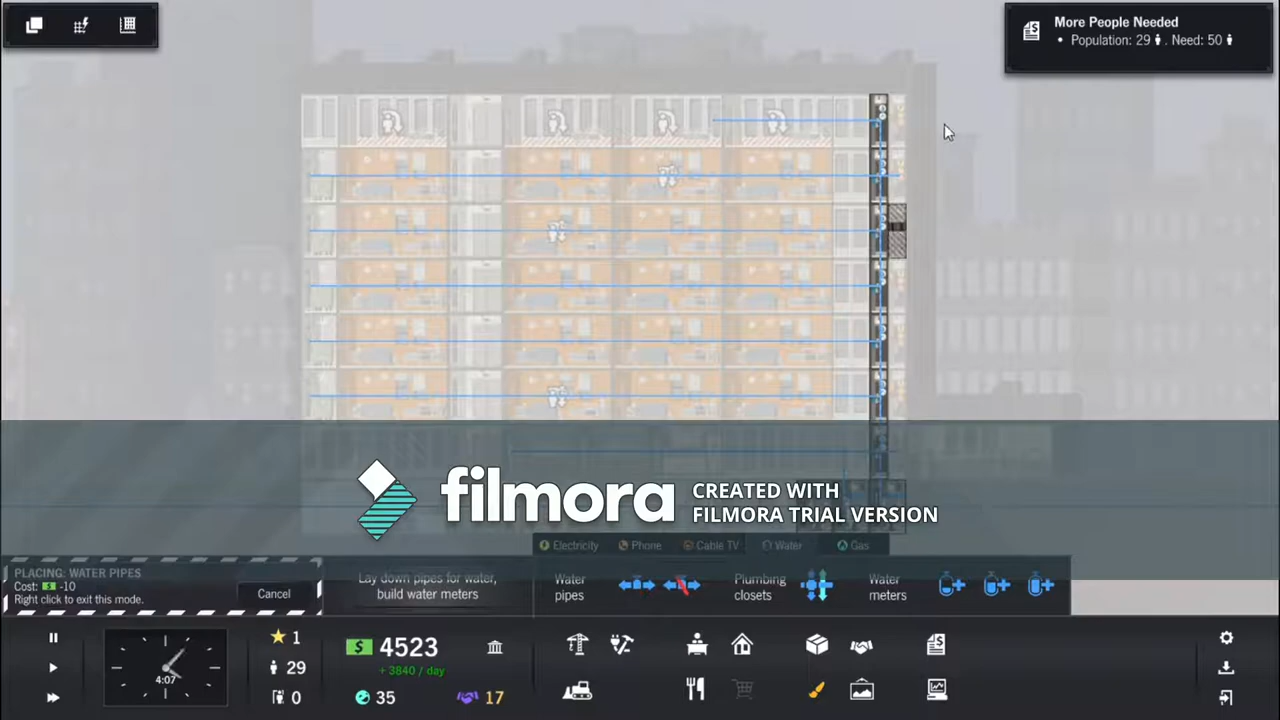 More People Needed
• Population: 29 . Need: 50
filmora CREATED WITH
FILMORA TRIAL VERSION
Electricity Phone Cable TV Water Gas
PLACING: WATER PIPES
Cost: $ -10
Right click to exit this mode.
Cancel
Lay down pipes for water,
build water meters
Water
pipes
Plumbing
closets
Water
meters
4:07
1
29
0
$ 4523
+ 3840 / day
35
17